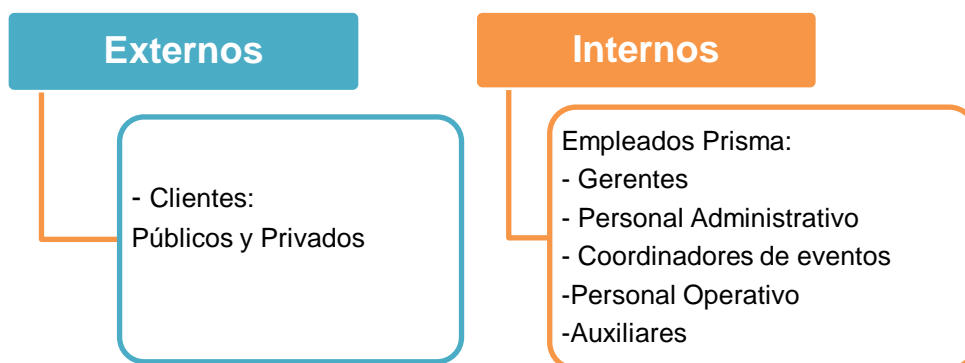 Externos
- Clientes:
Públicos y Privados
Internos
Empleados Prisma:
- Gerentes
- Personal Administrativo
- Coordinadores de eventos
-Personal Operativo
-Auxiliares